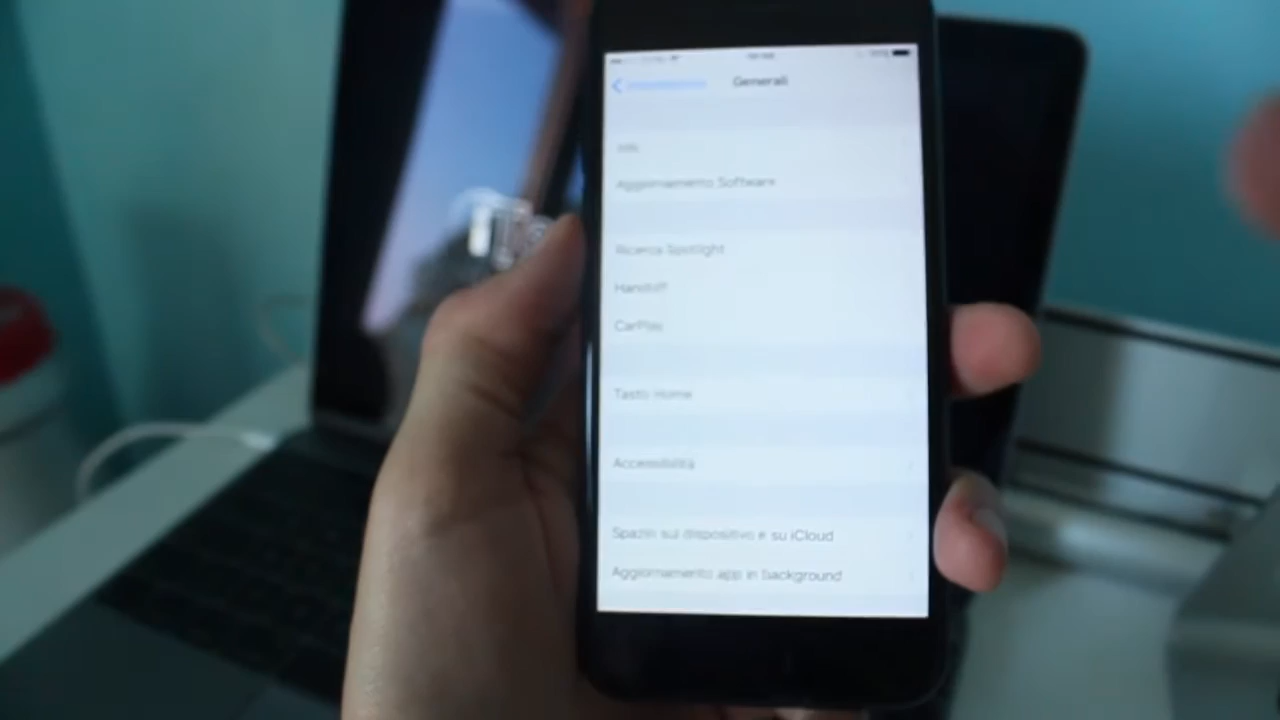 Generali
Info
Aggiornamento Software
Ricerca Spotlight
Handoff
CarPlay
Tasto Home
Accessibilità
Spazio sul dispositivo e su iCloud
Aggiornamento app in background